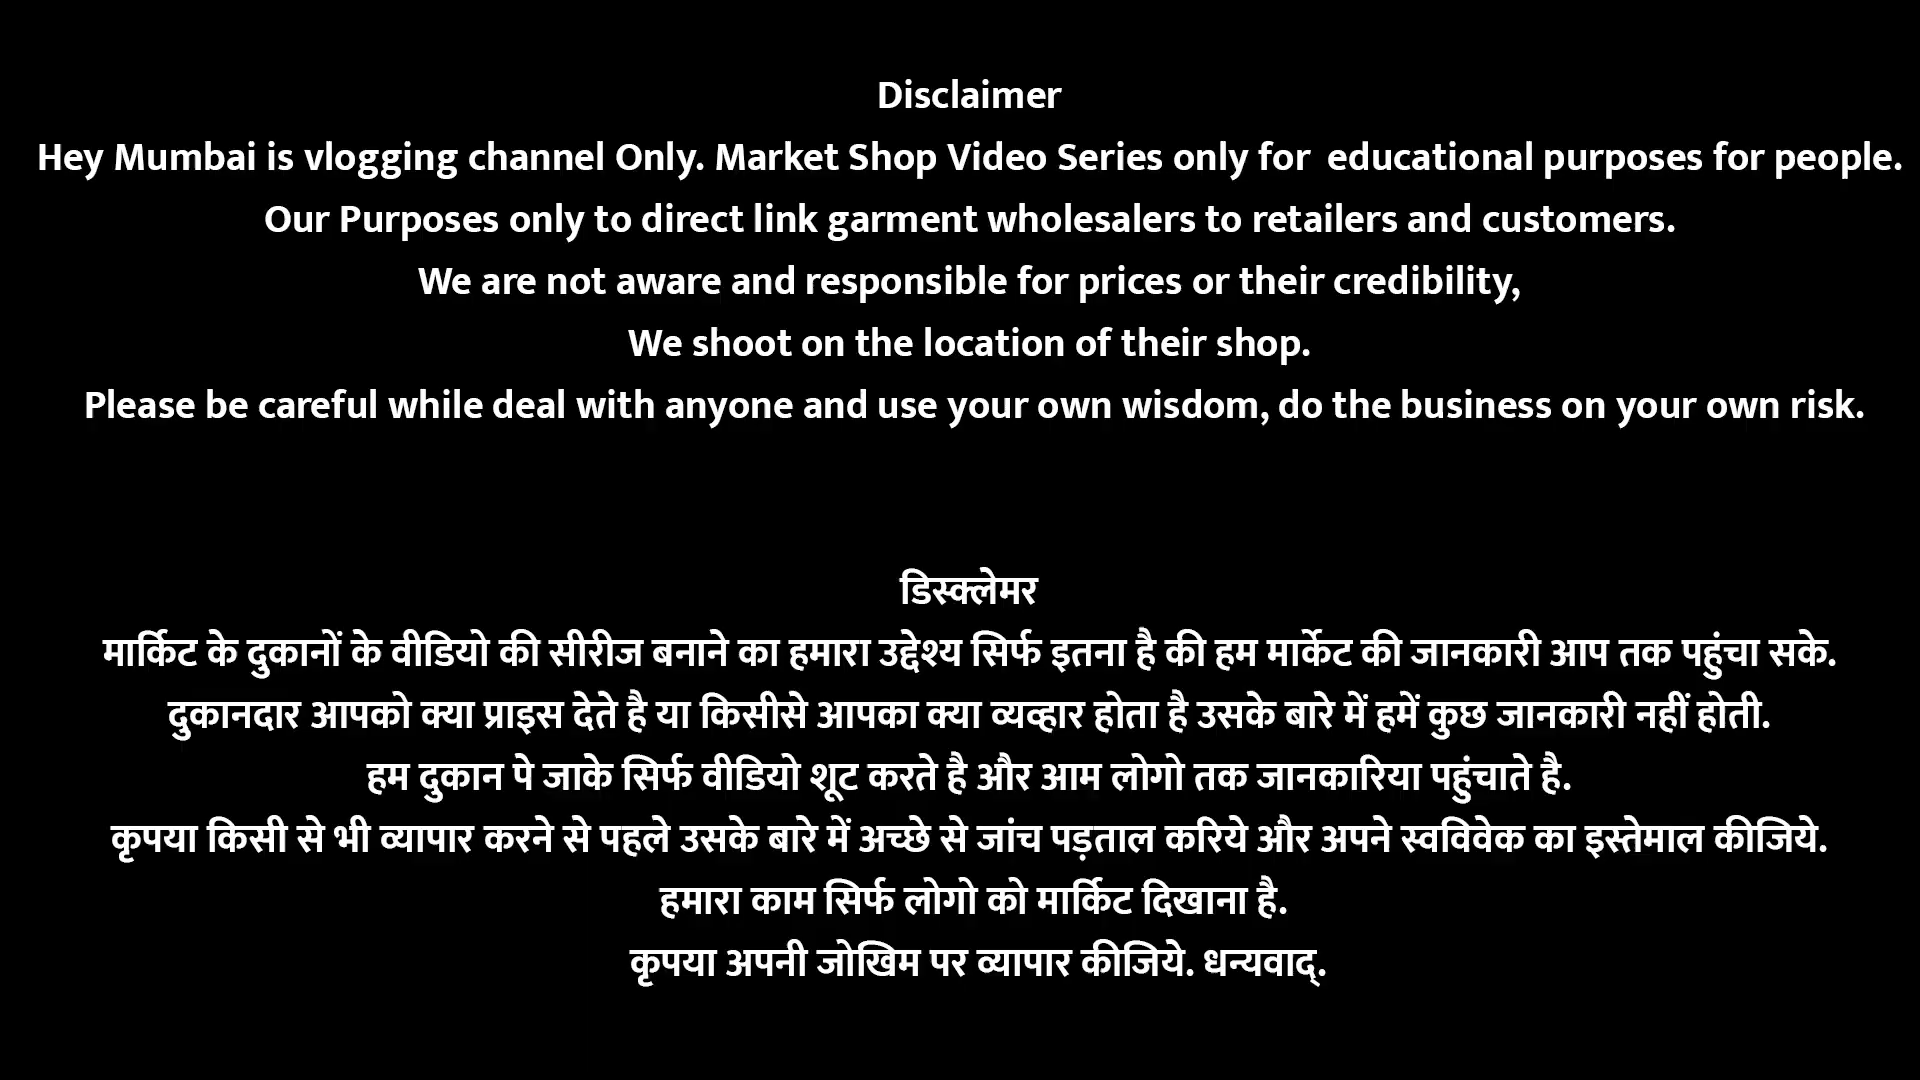 Disclaimer
Hey Mumbai is vlogging channel Only. Market Shop Video Series only for educational purposes for people.
Our Purposes only to direct link garment wholesalers to retailers and customers.
We are not aware and responsible for prices or their credibility,
We shoot on the location of their shop.
Please be careful while deal with anyone and use your own wisdom, do the business on your own risk.
डिस्क्लेमर
मार्किट के दुकानों के वीडियो की सीरीज बनाने का हमारा उद्देश्य सिर्फ इतना है की हम मार्केट की जानकारी आप तक पहुंचा सके.
दुकानदार आपको क्या प्राइस देते है या किसीसे आपका क्या व्यव्हार होता है उसके बारे में हमें कुछ जानकारी नहीं होती.
हम दुकान पे जाके सिर्फ वीडियो शूट करते है और आम लोगो तक जानकारिया पहुंचाते है.
कृपया किसी से भी व्यापार करने से पहले उसके बारे में अच्छे से जांच पड़ताल करिये और अपने स्वविवेक का इस्तेमाल कीजिये.
हमारा काम सिर्फ लोगो को मार्किट दिखाना है.
कृपया अपनी जोखिम पर व्यापार कीजिये. धन्यवाद्.